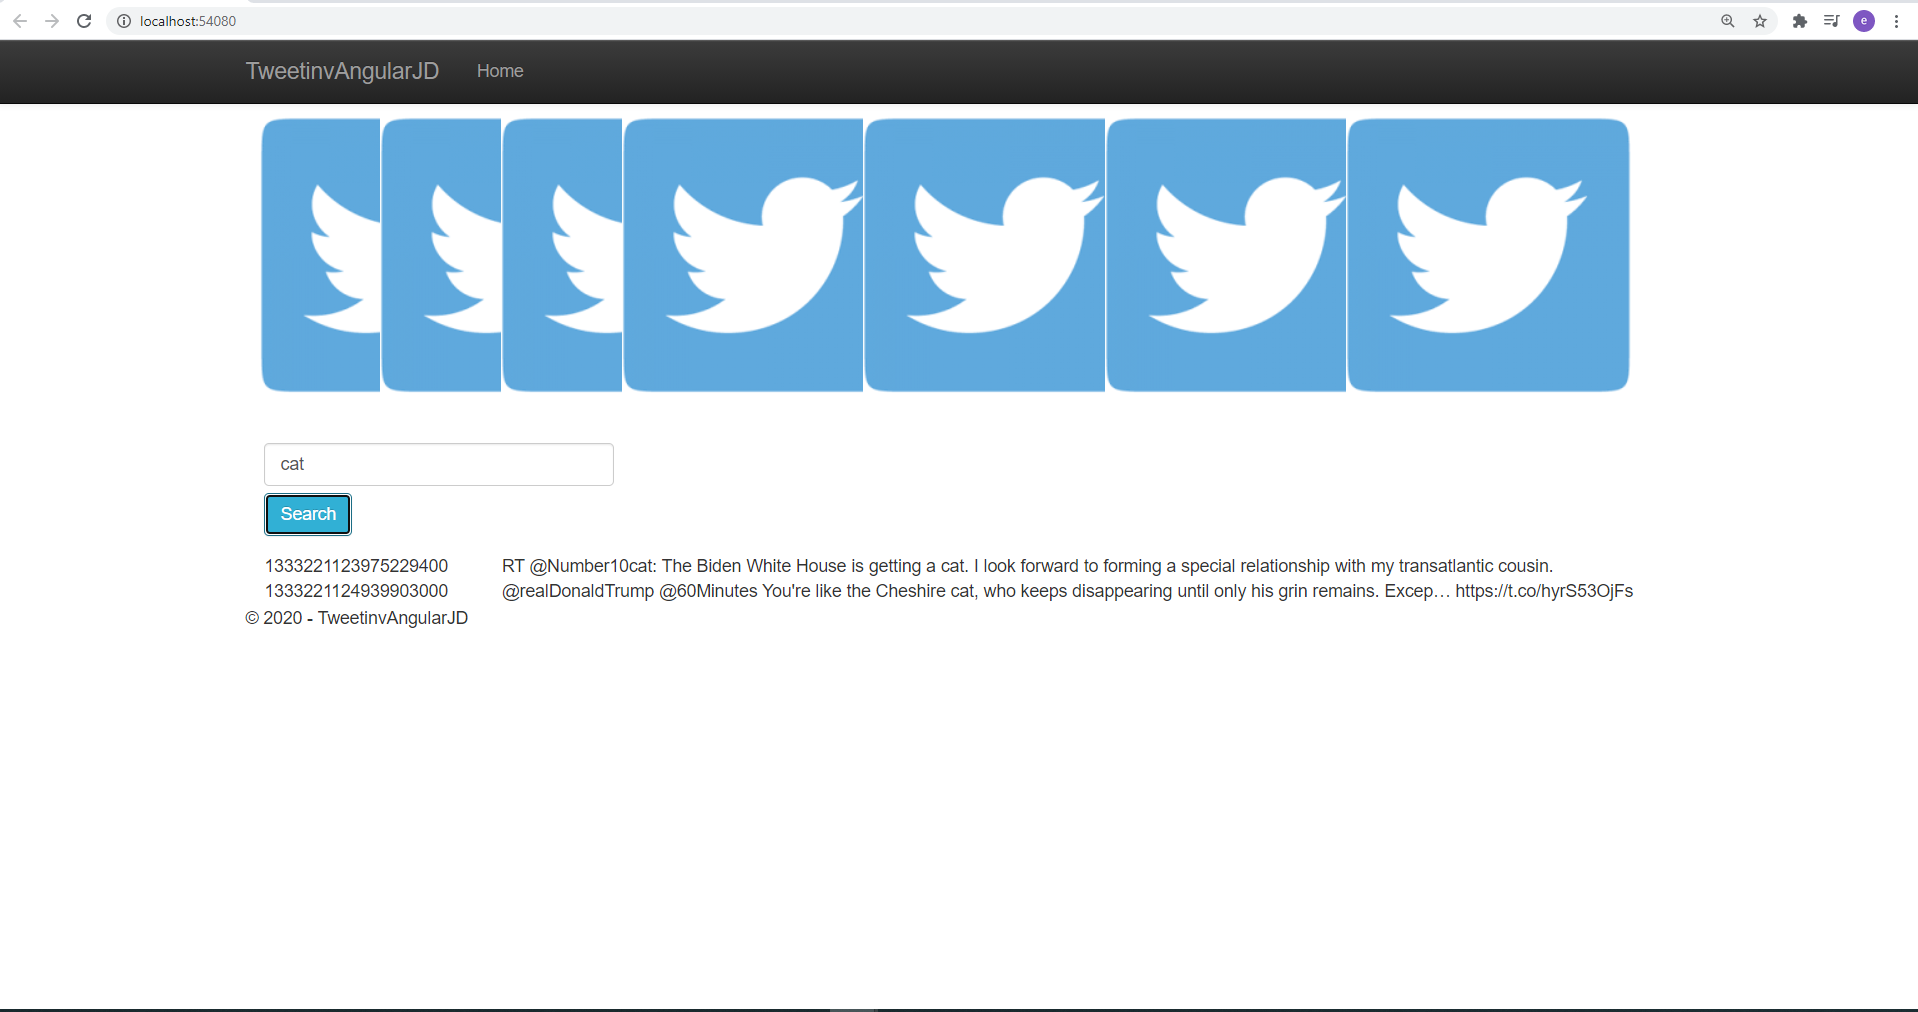 localhost:54080
e
TweetinvAngularJD Home
cat
Search
1333221123975229400 RT @Number10cat: The Biden White House is getting a cat. I look forward to forming a special relationship with my transatlantic cousin.
1333221124939903000 @realDonaldTrump @60Minutes You're like the Cheshire cat, who keeps disappearing until only his grin remains. Excep… https://t.co/hyrS53OjFs
© 2020 - TweetinvAngularJD